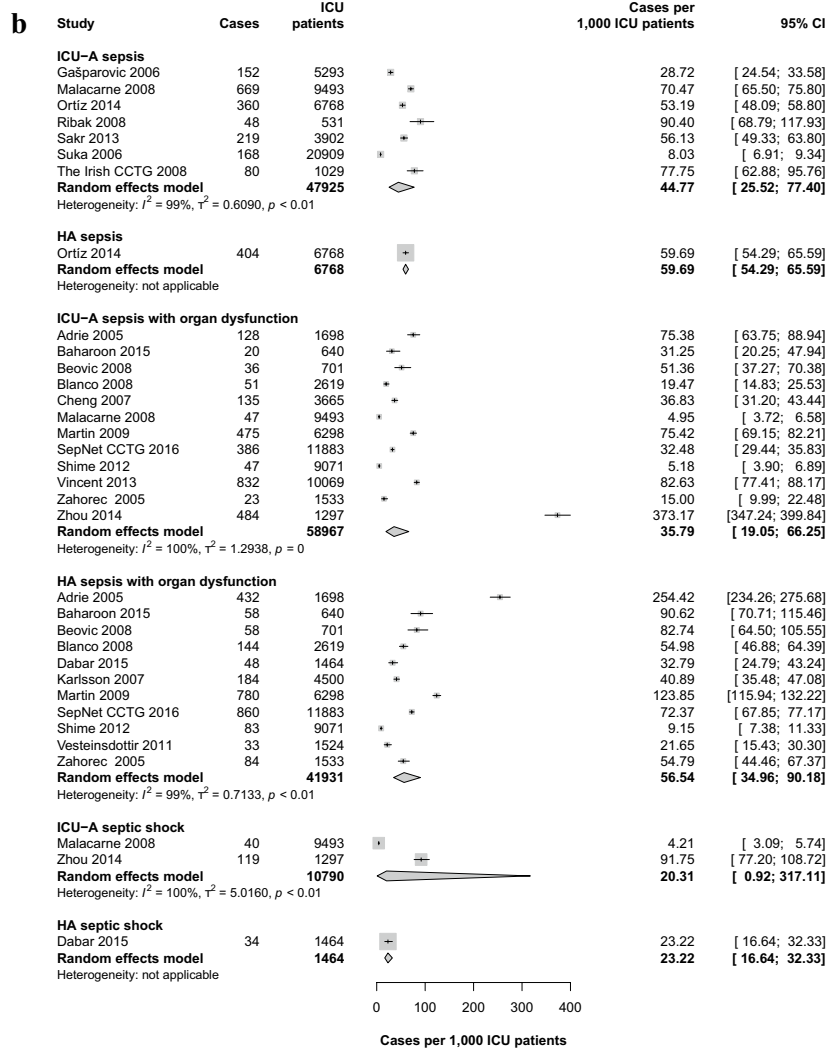 b
Study Cases ICU patients Cases per 1,000 ICU patients 95% CI
ICU−A sepsis
Gašparovic 2006 152 5293 28.72 [ 24.54; 33.58]
Malacarne 2008 669 9493 70.47 [ 65.50; 75.80]
Ortíz 2014 360 6768 53.19 [ 48.09; 58.80]
Ribak 2008 48 531 90.40 [ 68.79; 117.93]
Sakr 2013 219 3902 56.13 [ 49.33; 63.80]
Suka 2006 168 20909 8.03 [ 6.91; 9.34]
The Irish CCTG 2008 80 1029 77.75 [ 62.88; 95.76]
Random effects model 47925 44.77 [ 25.52; 77.40]
Heterogeneity: I² = 99%, τ² = 0.6090, p < 0.01
HA sepsis
Ortíz 2014 404 6768 59.69 [ 54.29; 65.59]
Random effects model 6768 59.69 [ 54.29; 65.59]
Heterogeneity: not applicable
ICU−A sepsis with organ dysfunction
Adrie 2005 128 1698 75.38 [ 63.75; 88.94]
Baharoon 2015 20 640 31.25 [ 20.25; 47.94]
Beovic 2008 36 701 51.36 [ 37.27; 70.38]
Blanco 2008 51 2619 19.47 [ 14.83; 25.53]
Cheng 2007 135 3665 36.83 [ 31.20; 43.44]
Malacarne 2008 47 9493 4.95 [ 3.72; 6.58]
Martin 2009 475 6298 75.42 [ 69.15; 82.21]
SepNet CCTG 2016 386 11883 32.48 [ 29.44; 35.83]
Shime 2012 47 9071 5.18 [ 3.90; 6.89]
Vincent 2013 832 10069 82.63 [ 77.41; 88.17]
Zahorec 2005 23 1533 15.00 [ 9.99; 22.48]
Zhou 2014 484 1297 373.17 [347.24; 399.84]
Random effects model 58967 35.79 [ 19.05; 66.25]
Heterogeneity: I² = 100%, τ² = 1.2938, p = 0
HA sepsis with organ dysfunction
Adrie 2005 432 1698 254.42 [234.26; 275.68]
Baharoon 2015 58 640 90.62 [ 70.71; 115.46]
Beovic 2008 58 701 82.74 [ 64.50; 105.55]
Blanco 2008 144 2619 54.98 [ 46.88; 64.39]
Dabar 2015 48 1464 32.79 [ 24.79; 43.24]
Karlsson 2007 184 4500 40.89 [ 35.48; 47.08]
Martin 2009 780 6298 123.85 [115.94; 132.22]
SepNet CCTG 2016 860 11883 72.37 [ 67.85; 77.17]
Shime 2012 83 9071 9.15 [ 7.38; 11.33]
Vesteinsdottir 2011 33 1524 21.65 [ 15.43; 30.30]
Zahorec 2005 84 1533 54.79 [ 44.46; 67.37]
Random effects model 41931 56.54 [ 34.96; 90.18]
Heterogeneity: I² = 99%, τ² = 0.7133, p < 0.01
ICU−A septic shock
Malacarne 2008 40 9493 4.21 [ 3.09; 5.74]
Zhou 2014 119 1297 91.75 [ 77.20; 108.72]
Random effects model 10790 20.31 [ 0.92; 317.11]
Heterogeneity: I² = 100%, τ² = 5.0160, p < 0.01
HA septic shock
Dabar 2015 34 1464 23.22 [ 16.64; 32.33]
Random effects model 1464 23.22 [ 16.64; 32.33]
Heterogeneity: not applicable
0 100 200 300 400
Cases per 1,000 ICU patients